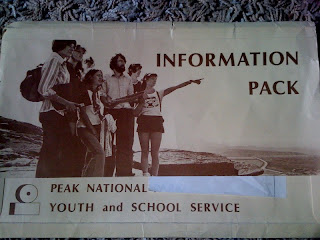 INFORMATION
PACK
PEAK NATIONAL
YOUTH and SCHOOL SERVICE